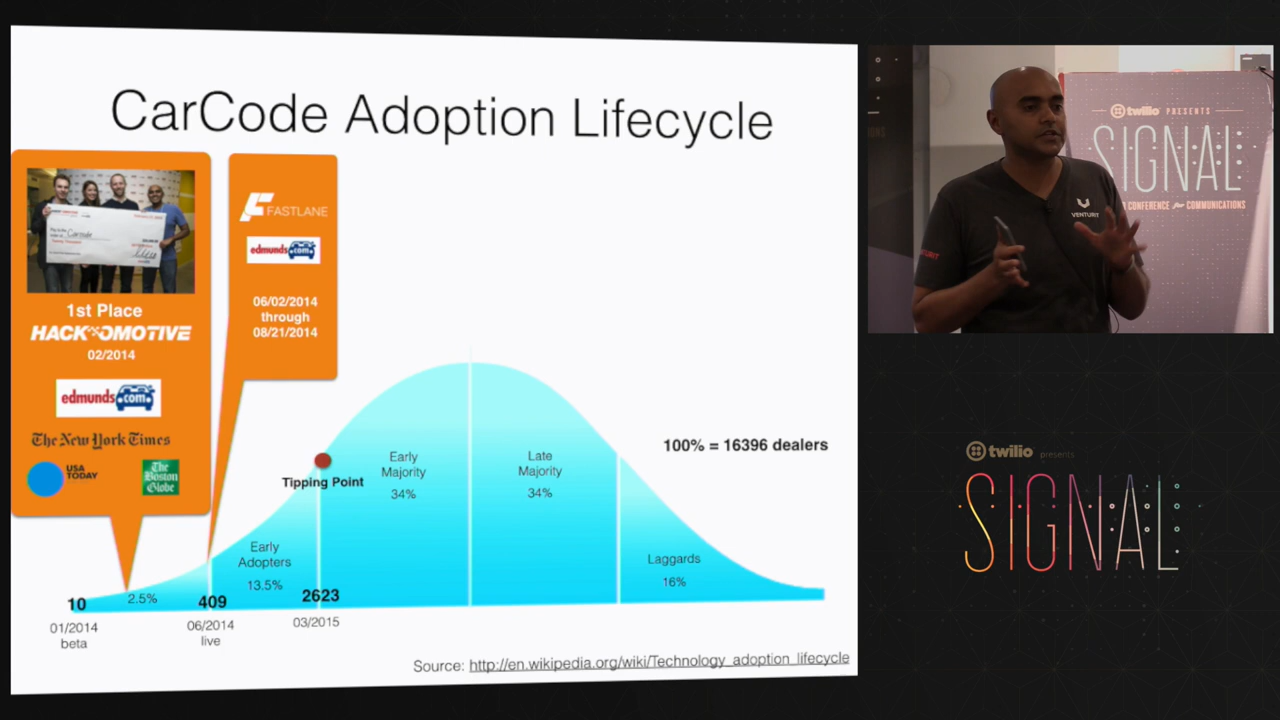 CarCode Adoption Lifecycle
1st Place
HACKOMOTIVE
02/2014
edmunds.com
The New York Times
USA
TODAY
The
Boston
Globe
FASTLANE
edmunds.com
06/02/2014
through
08/21/2014
Tipping Point
Early
Majority
34%
Late
Majority
34%
100% = 16396 dealers
Early
Adopters
13.5%
Laggards
16%
10
2.5%
409
2623
01/2014
beta
06/2014
live
03/2015
Source: http://en.wikipedia.org/wiki/Technology_adoption_lifecycle
twilio PRESENTS
SIGNAL
CONFERENCE for COMMUNICATIONS
VENTURIT
twilio presents
SIGNAL